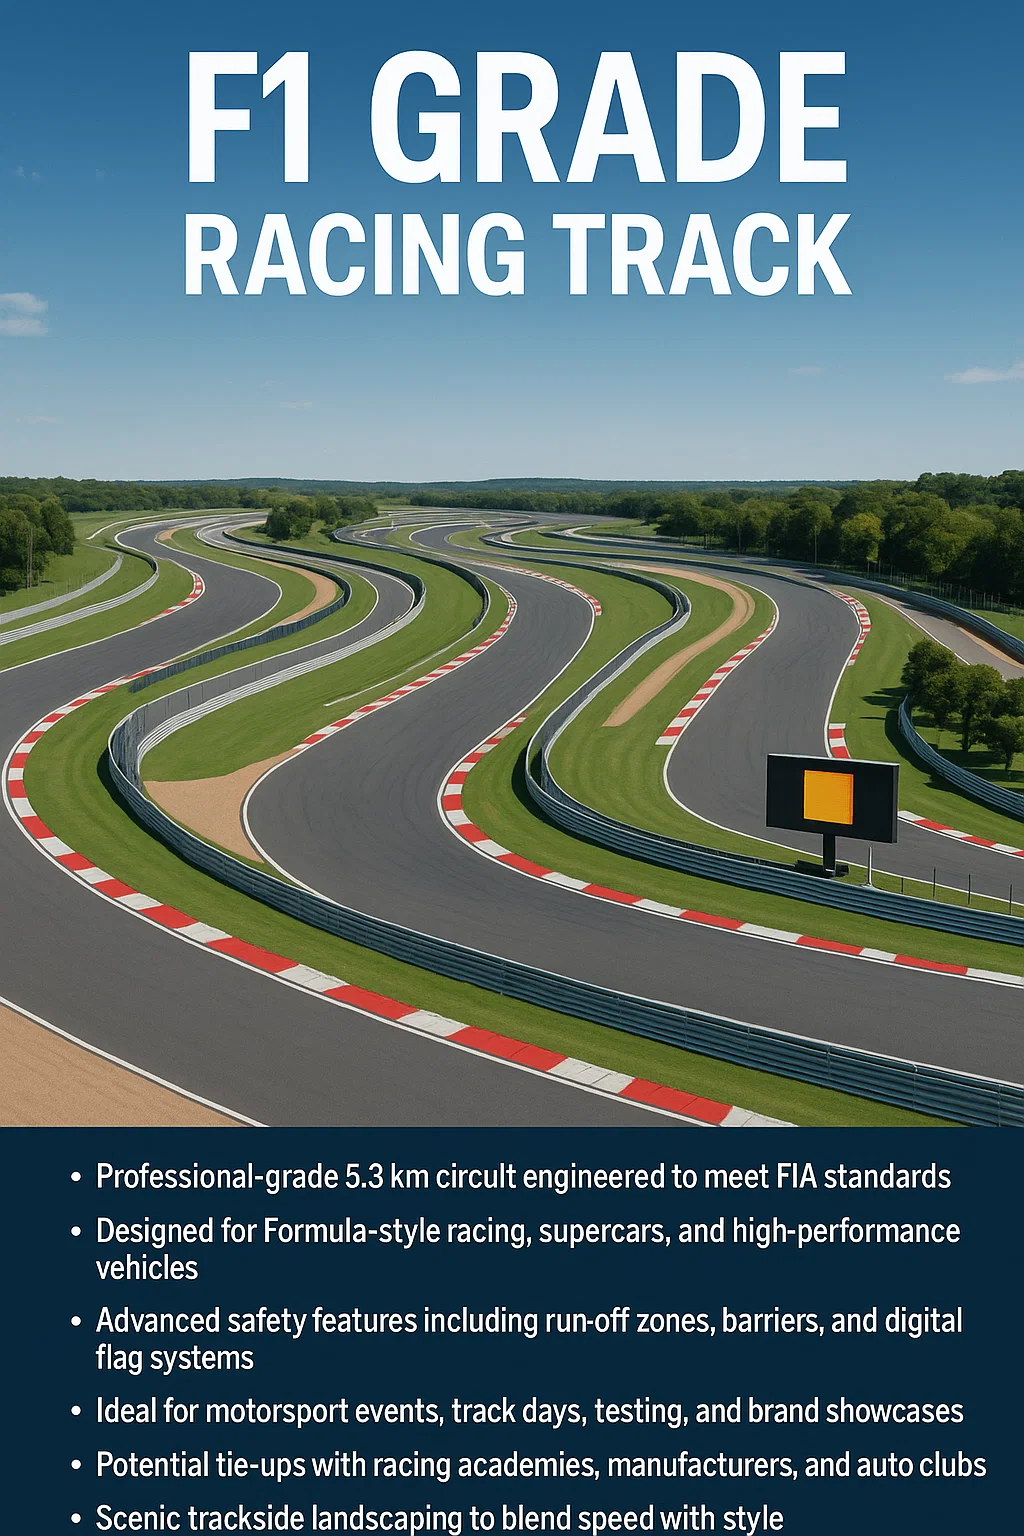 F1 GRADE
RACING TRACK
• Professional-grade 5.3 km circult engineered to meet FIA standards
• Designed for Formula-style racing, supercars, and high-performance
vehicles
• Advanced safety features including run-off zones, barriers, and digital
flag systems
• Ideal for motorsport events, track days, testing, and brand showcases
• Potential tie-ups with racing academies, manufacturers, and auto clubs
• Scenic trackside landscaping to blend speed with style